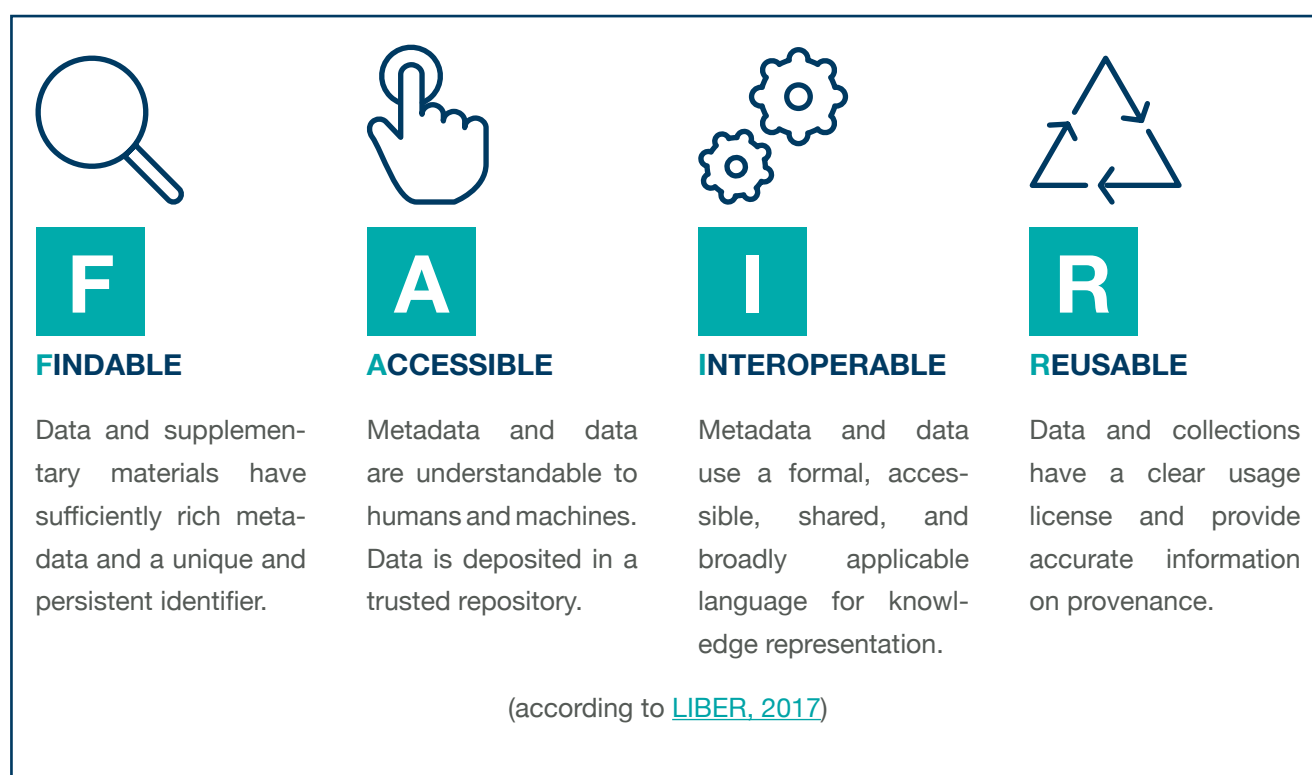 F
FINDABLE
Data and supplemen-
tary materials have
sufficiently rich meta-
data and a unique and
persistent identifier.
A
ACCESSIBLE
Metadata and data
are understandable to
humans and machines.
Data is deposited in a
trusted repository.
I
INTEROPERABLE
Metadata and data
use a formal, acces-
sible, shared, and
broadly applicable
language for knowl-
edge representation.
R
REUSABLE
Data and collections
have a clear usage
license and provide
accurate information
on provenance.
(according to LIBER, 2017)